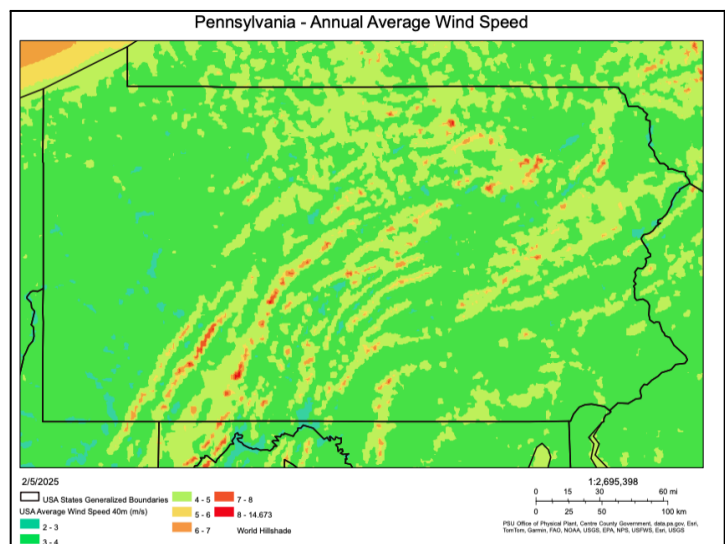 Pennsylvania - Annual Average Wind Speed
2/5/2025
1:2,695,398
USA States Generalized Boundaries
USA Average Wind Speed 40m (m/s)
2 - 3
3 - 4
4 - 5
5 - 6
6 - 7
7 - 8
8 - 14.673
World Hillshade
0 15 30 60 mi
0 25 50 100 km
PSU Office of Physical Plant, Centre County Government, data.pa.gov, Esri,
TomTom, Garmin, FAO, NOAA, USGS, EPA, NPS, USFWS, Esri, USGS